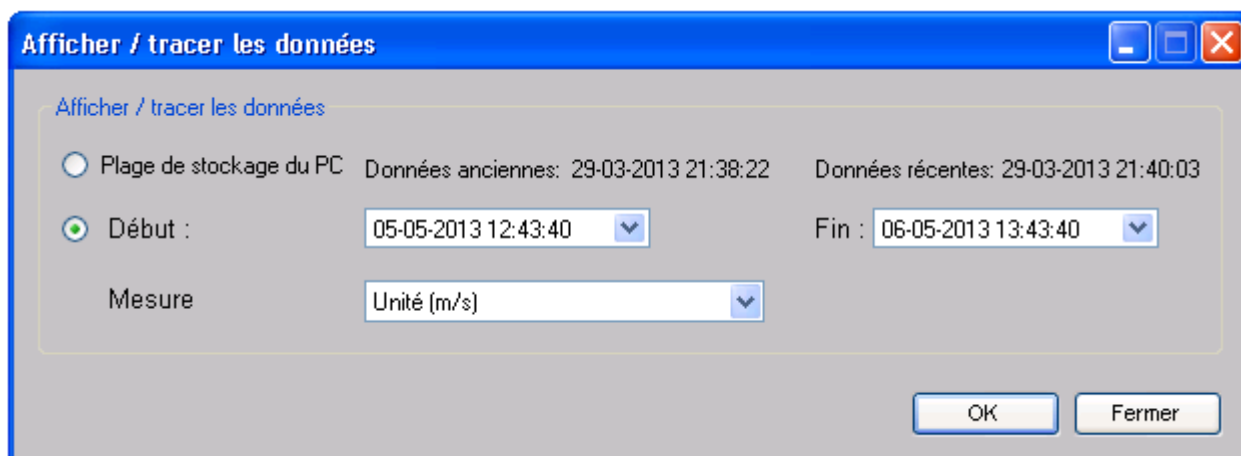 Afficher / tracer les données
Afficher / tracer les données
Plage de stockage du PC Données anciennes: 29-03-2013 21:38:22 Données récentes: 29-03-2013 21:40:03
Début : 05-05-2013 12:43:40 Fin : 06-05-2013 13:43:40
Mesure Unité (m/s)
OK Fermer